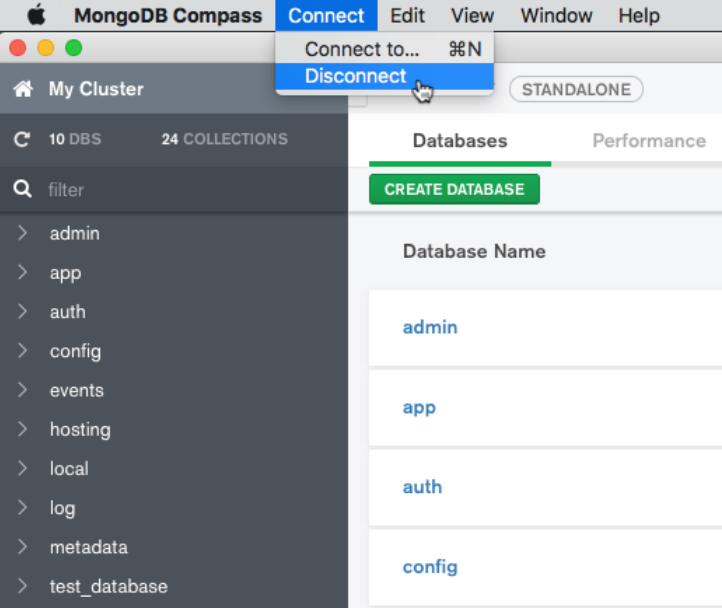 MongoDB Compass Connect Edit View Window Help
Connect to... ⌘N
Disconnect
My Cluster
STANDALONE
10 DBS 24 COLLECTIONS
Databases Performance
filter
CREATE DATABASE
admin
app
auth
config
events
hosting
local
log
metadata
test_database
Database Name
admin
app
auth
config